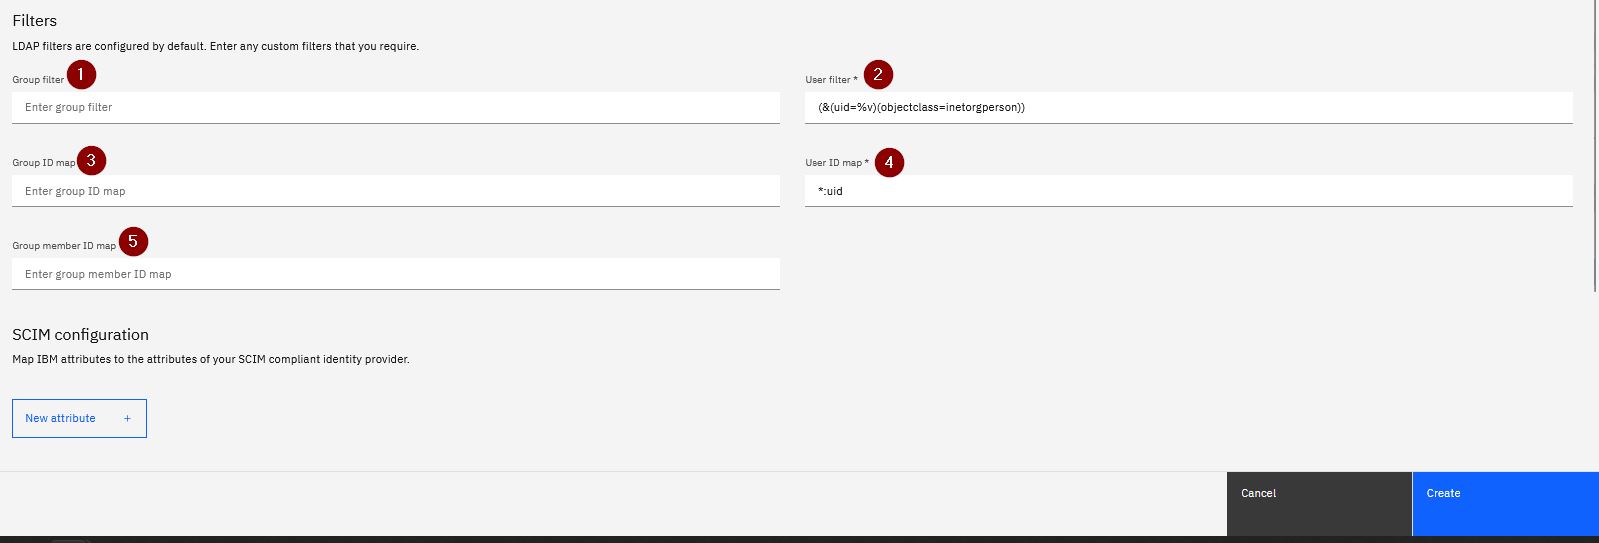 Filters
LDAP filters are configured by default. Enter any custom filters that you require.
Group filter 1
User filter * 2
Enter group filter
(&(uid=%v)(objectclass=inetorgperson))
Group ID map 3
User ID map * 4
Enter group ID map
*:uid
Group member ID map 5
Enter group member ID map
SCIM configuration
Map IBM attributes to the attributes of your SCIM compliant identity provider.
New attribute +
Cancel
Create